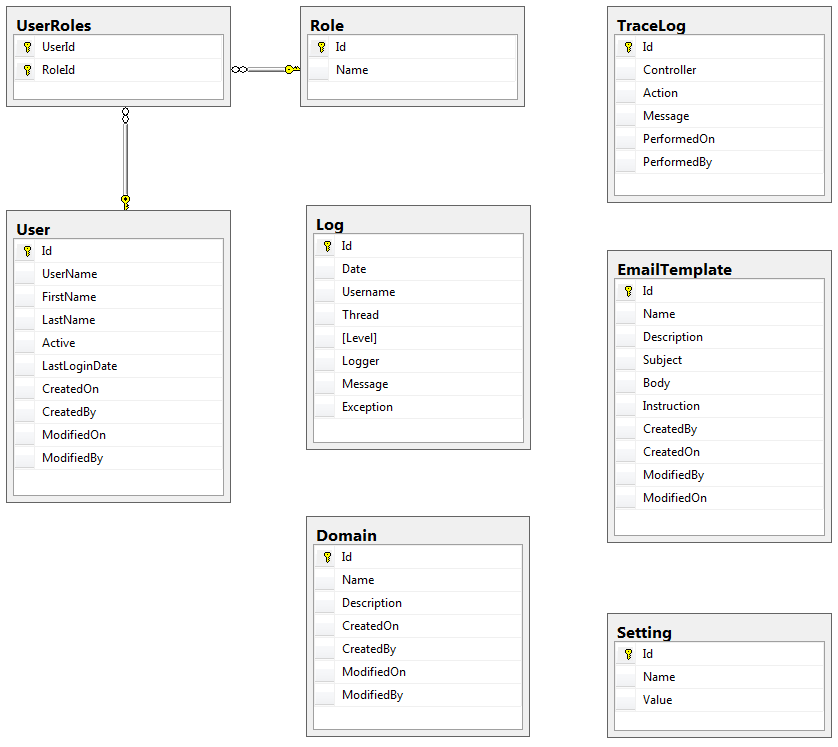 UserRoles
UserId
RoleId
Role
Id
Name
TraceLog
Id
Controller
Action
Message
PerformedOn
PerformedBy
User
Id
UserName
FirstName
LastName
Active
LastLoginDate
CreatedOn
CreatedBy
ModifiedOn
ModifiedBy
Log
Id
Date
Username
Thread
[Level]
Logger
Message
Exception
EmailTemplate
Id
Name
Description
Subject
Body
Instruction
CreatedBy
CreatedOn
ModifiedBy
ModifiedOn
Domain
Id
Name
Description
CreatedOn
CreatedBy
ModifiedOn
ModifiedBy
Setting
Id
Name
Value